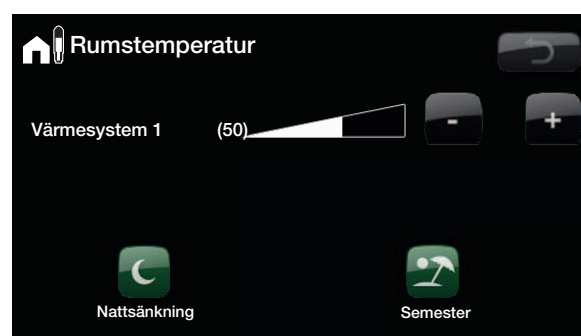 Rumstemperatur
Värmesystem 1 (50)
- +
Nattsänkning Semester